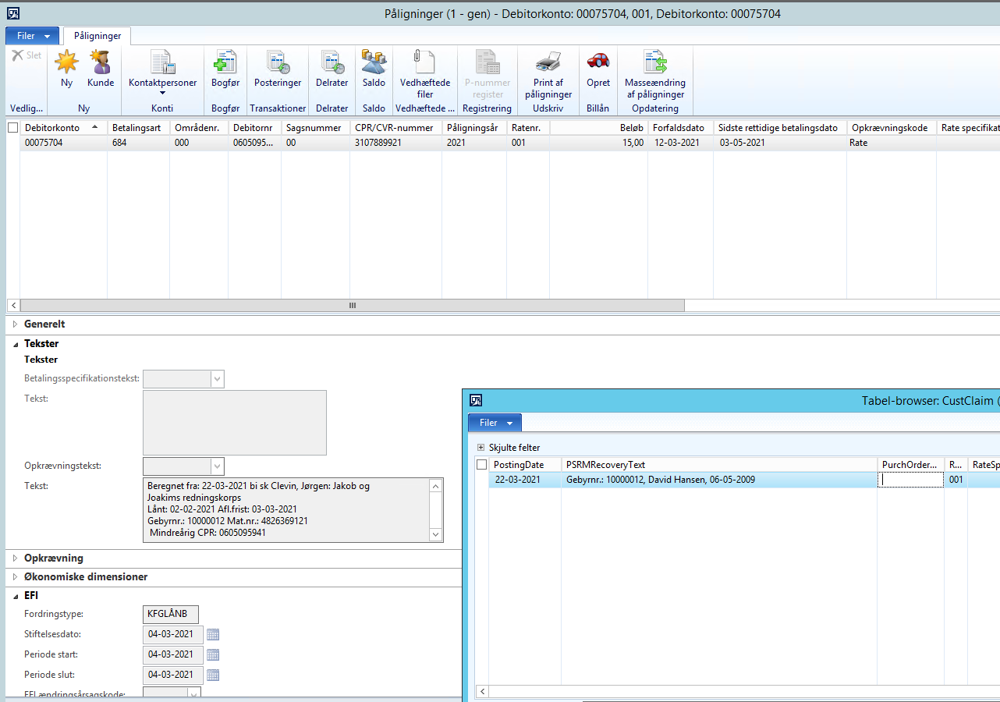 Påligninger (1 - gen) - Debitorkonto: 00075704, 001, Debitorkonto: 00075704
Filer Påligninger
Slet Ny Kunde Kontaktpersoner Bogfør Posteringer Delrater Saldo Vedhæftede filer P-nummer register Print af påligninger Opret Masseændring af påligninger
Vedlig... Ny Konti Bogfør Transaktioner Delrater Saldo Vedhæftede ... Registrering Udskriv Billån Opdatering
Debitorkonto Betalingsart Områdenr. Debitornr Sagsnummer CPR/CVR-nummer Påligningsår Ratenr. Beløb Forfaldsdato Sidste rettidige betalingsdato Opkrævningskode Rate specifikat
00075704 684 000 0605095... 00 3107889921 2021 001 15,00 12-03-2021 03-05-2021 Rate
Generelt
Tekster
Tekster
Betalingsspecifikationstekst:
Tekst:
Opkrævningstekst:
Tekst:
Beregnet fra: 22-03-2021 bi sk Clevin, Jørgen: Jakob og
Joakims redningskorps
Lånt: 02-02-2021 Afl.frist: 03-03-2021
Gebyrnr.: 10000012 Mat.nr.: 4826369121
Mindreårig CPR: 0605095941
Opkrævning
Økonomiske dimensioner
EFI
Fordringstype: KFGLÅNB
Stiftelsesdato: 04-03-2021
Periode start: 04-03-2021
Periode slut: 04-03-2021
EFI ændringsårsagskode:
Tabel-browser: CustClaim (
Filer
Skjulte felter
PostingDate PSRMRecoveryText PurchOrder... R... RateSp
22-03-2021 Gebyrnr.: 10000012, David Hansen, 06-05-2009 001